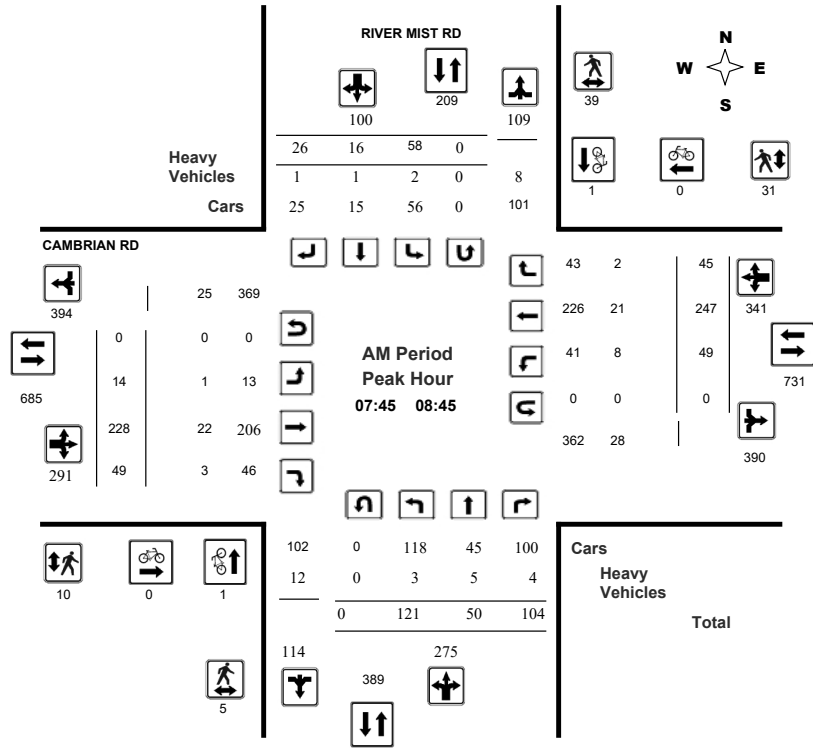 RIVER MIST RD
N
W E
S
209
100
109
39
26 16 58 0
Heavy
Vehicles
1 1 2 0 8
Cars
25 15 56 0 101
1 0 31
CAMBRIAN RD
394
25 369
43 2 45
341
0 0 0
226 21 247
685
14 1 13
AM Period
Peak Hour
07:45 08:45
41 8 49
731
228 22 206
0 0 0
291
49 3 46
362 28
390
102 0 118 45 100
Cars
12 0 3 5 4
Heavy
Vehicles
10 0 1
0 121 50 104
Total
114
389
275
5